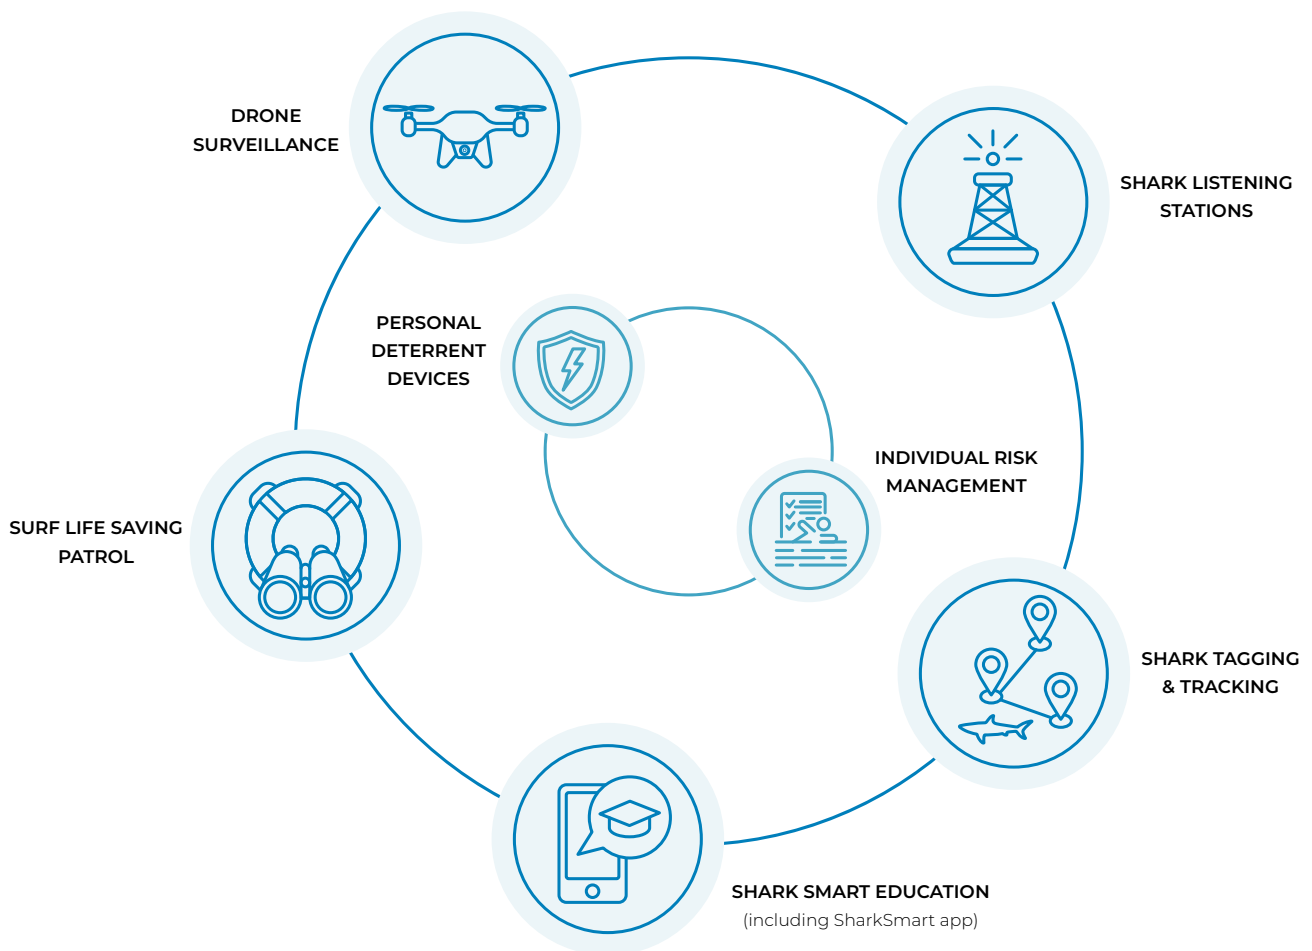 DRONE
SURVEILLANCE
SHARK LISTENING
STATIONS
PERSONAL
DETERRENT
DEVICES
INDIVIDUAL RISK
MANAGEMENT
SURF LIFE SAVING
PATROL
SHARK TAGGING
& TRACKING
SHARK SMART EDUCATION
(including SharkSmart app)